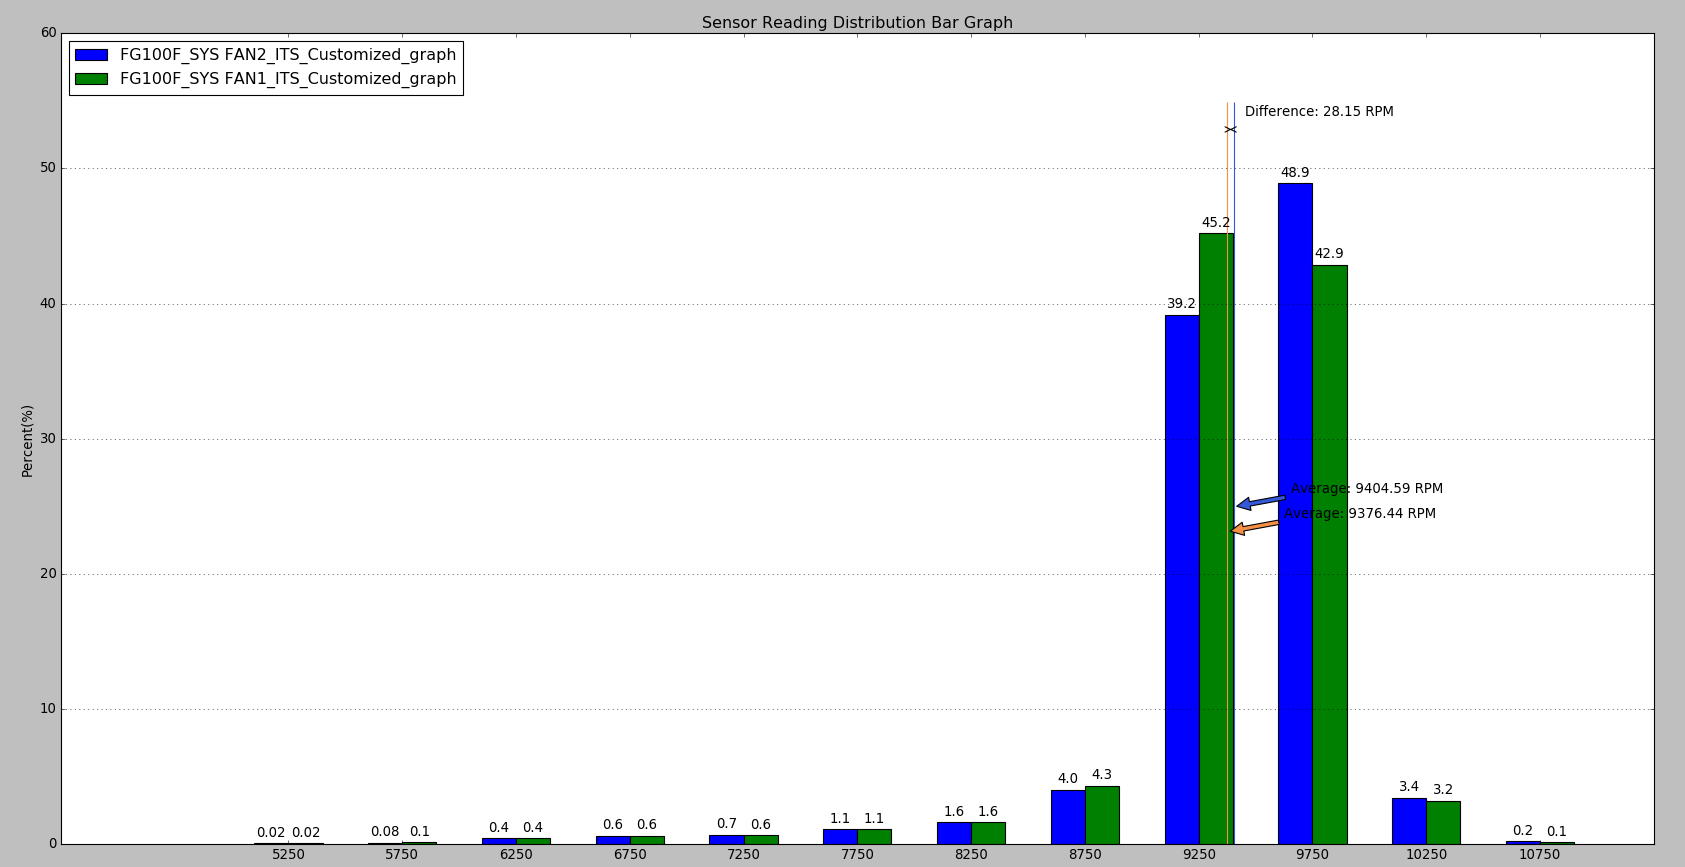 Sensor Reading Distribution Bar Graph
60
FG100F_SYS FAN2_ITS_Customized_graph
FG100F_SYS FAN1_ITS_Customized_graph
Difference: 28.15 RPM
50
48.9
45.2
42.9
40
39.2
Percent(%)
30
Average: 9404.59 RPM
Average: 9376.44 RPM
20
10
0.02 0.02 0.08 0.1 0.4 0.4 0.6 0.6 0.7 0.6 1.1 1.1 1.6 1.6 4.0 4.3 3.4 3.2 0.2 0.1
0
5250 5750 6250 6750 7250 7750 8250 8750 9250 9750 10250 10750